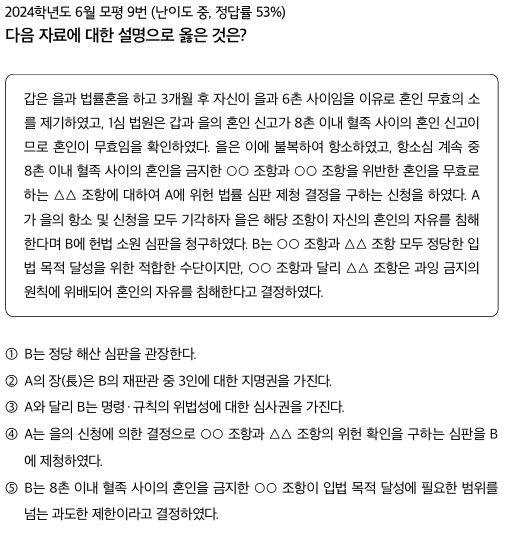 2024학년도 6월 모평 9번 (난이도 중, 정답률 53%)
다음 자료에 대한 설명으로 옳은 것은?
갑은 을과 법률혼을 하고 3개월 후 자신이 을과 6촌 사이임을 이유로 혼인 무효의 소
를 제기하였고, 1심 법원은 갑과 을의 혼인 신고가 8촌 이내 혈족 사이의 혼인 신고이
므로 혼인이 무효임을 확인하였다. 을은 이에 불복하여 항소하였고, 항소심 계속 중
8촌 이내 혈족 사이의 혼인을 금지한 ○○ 조항과 ○○ 조항을 위반한 혼인을 무효로
하는 △△ 조항에 대하여 A에 위헌 법률 심판 제청 결정을 구하는 신청을 하였다. A
가 을의 항소 및 신청을 모두 기각하자 을은 해당 조항이 자신의 혼인의 자유를 침해
한다며 B에 헌법 소원 심판을 청구하였다. B는 ○○ 조항과 △△ 조항 모두 정당한 입
법 목적 달성을 위한 적합한 수단이지만, ○○ 조항과 달리 △△ 조항은 과잉 금지의
원칙에 위배되어 혼인의 자유를 침해한다고 결정하였다.
① B는 정당 해산 심판을 관장한다.
② A의 장(長)은 B의 재판관 중 3인에 대한 지명권을 가진다.
③ A와 달리 B는 명령·규칙의 위법성에 대한 심사권을 가진다.
④ A는 을의 신청에 의한 결정으로 ○○ 조항과 △△ 조항의 위헌 확인을 구하는 심판을 B
에 제청하였다.
⑤ B는 8촌 이내 혈족 사이의 혼인을 금지한 ○○ 조항이 입법 목적 달성에 필요한 범위를
넘는 과도한 제한이라고 결정하였다.